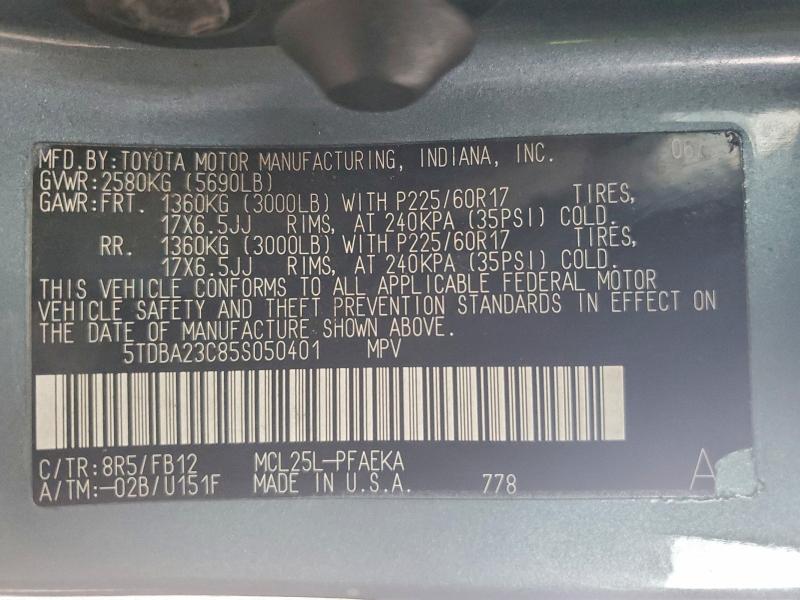 MFD.BY: TOYOTA MOTOR MANUFACTURING, INDIANA, INC.
GVWR: 2580KG (5690LB)
GAWR: FRT. 1360KG (3000LB) WITH P225/60R17 TIRES,
17X6.5JJ RIMS, AT 240KPA (35PSI) COLD.
RR. 1360KG (3000LB) WITH P225/60R17 TIRES,
17X6.5JJ RIMS, AT 240KPA (35PSI) COLD.
THIS VEHICLE CONFORMS TO ALL APPLICABLE FEDERAL MOTOR
VEHICLE SAFETY AND THEFT PREVENTION STANDARDS IN EFFECT ON
THE DATE OF MANUFACTURE SHOWN ABOVE.
5TDBA23C85S050401 MPV
C/TR: 8R5/FB12 MCL25L-PFAEKA A
A/TM: -02B/U151F MADE IN U.S.A. 778